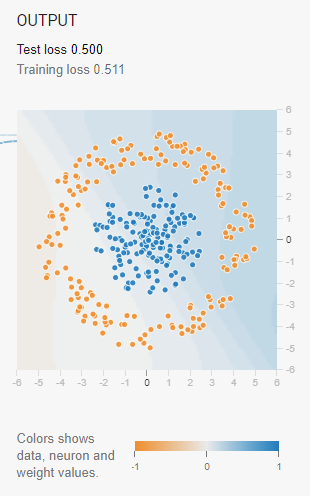 OUTPUT
Test loss 0.500
Training loss 0.511
6
5
4
3
2
1
0
-1
-2
-3
-4
-5
-6
-6 -5 -4 -3 -2 -1 0 1 2 3 4 5 6
Colors shows
data, neuron and
weight values.
-1 0 1